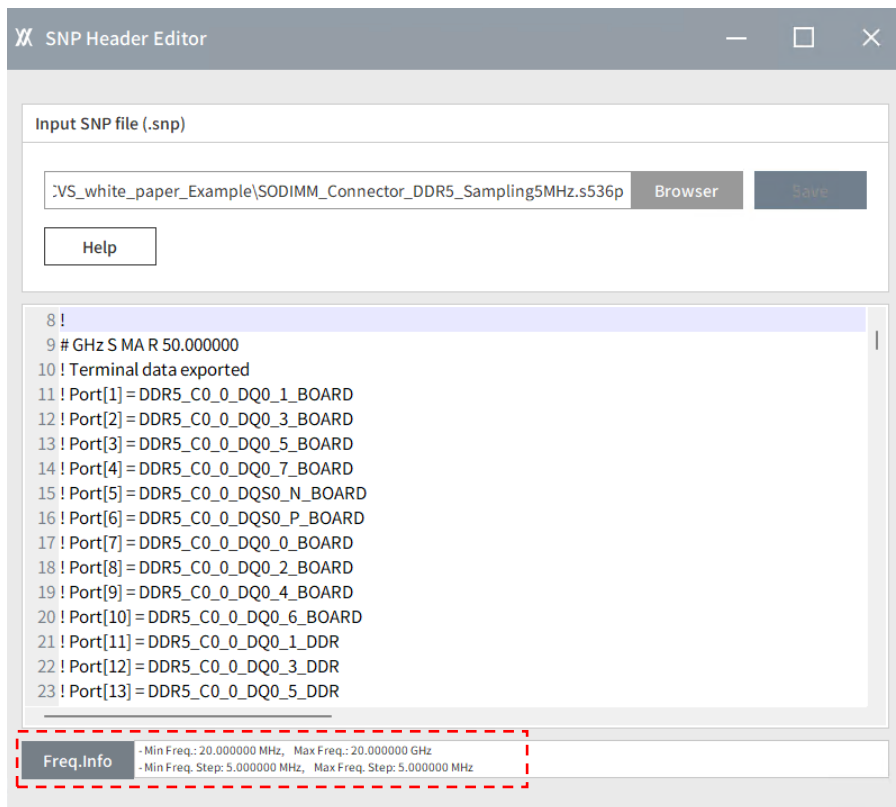 SNP Header Editor
Input SNP file (.snp)
:VS_white_paper_Example\SODIMM_Connector_DDR5_Sampling5MHz.s536p Browser Save
Help
8 !
9 # GHz S MA R 50.000000
10 ! Terminal data exported
11 ! Port[1] = DDR5_C0_0_DQ0_1_BOARD
12 ! Port[2] = DDR5_C0_0_DQ0_3_BOARD
13 ! Port[3] = DDR5_C0_0_DQ0_5_BOARD
14 ! Port[4] = DDR5_C0_0_DQ0_7_BOARD
15 ! Port[5] = DDR5_C0_0_DQS0_N_BOARD
16 ! Port[6] = DDR5_C0_0_DQS0_P_BOARD
17 ! Port[7] = DDR5_C0_0_DQ0_0_BOARD
18 ! Port[8] = DDR5_C0_0_DQ0_2_BOARD
19 ! Port[9] = DDR5_C0_0_DQ0_4_BOARD
20 ! Port[10] = DDR5_C0_0_DQ0_6_BOARD
21 ! Port[11] = DDR5_C0_0_DQ0_1_DDR
22 ! Port[12] = DDR5_C0_0_DQ0_3_DDR
23 ! Port[13] = DDR5_C0_0_DQ0_5_DDR
Freq.Info
- Min Freq.: 20.000000 MHz, Max Freq.: 20.000000 GHz
- Min Freq. Step: 5.000000 MHz, Max Freq. Step: 5.000000 MHz